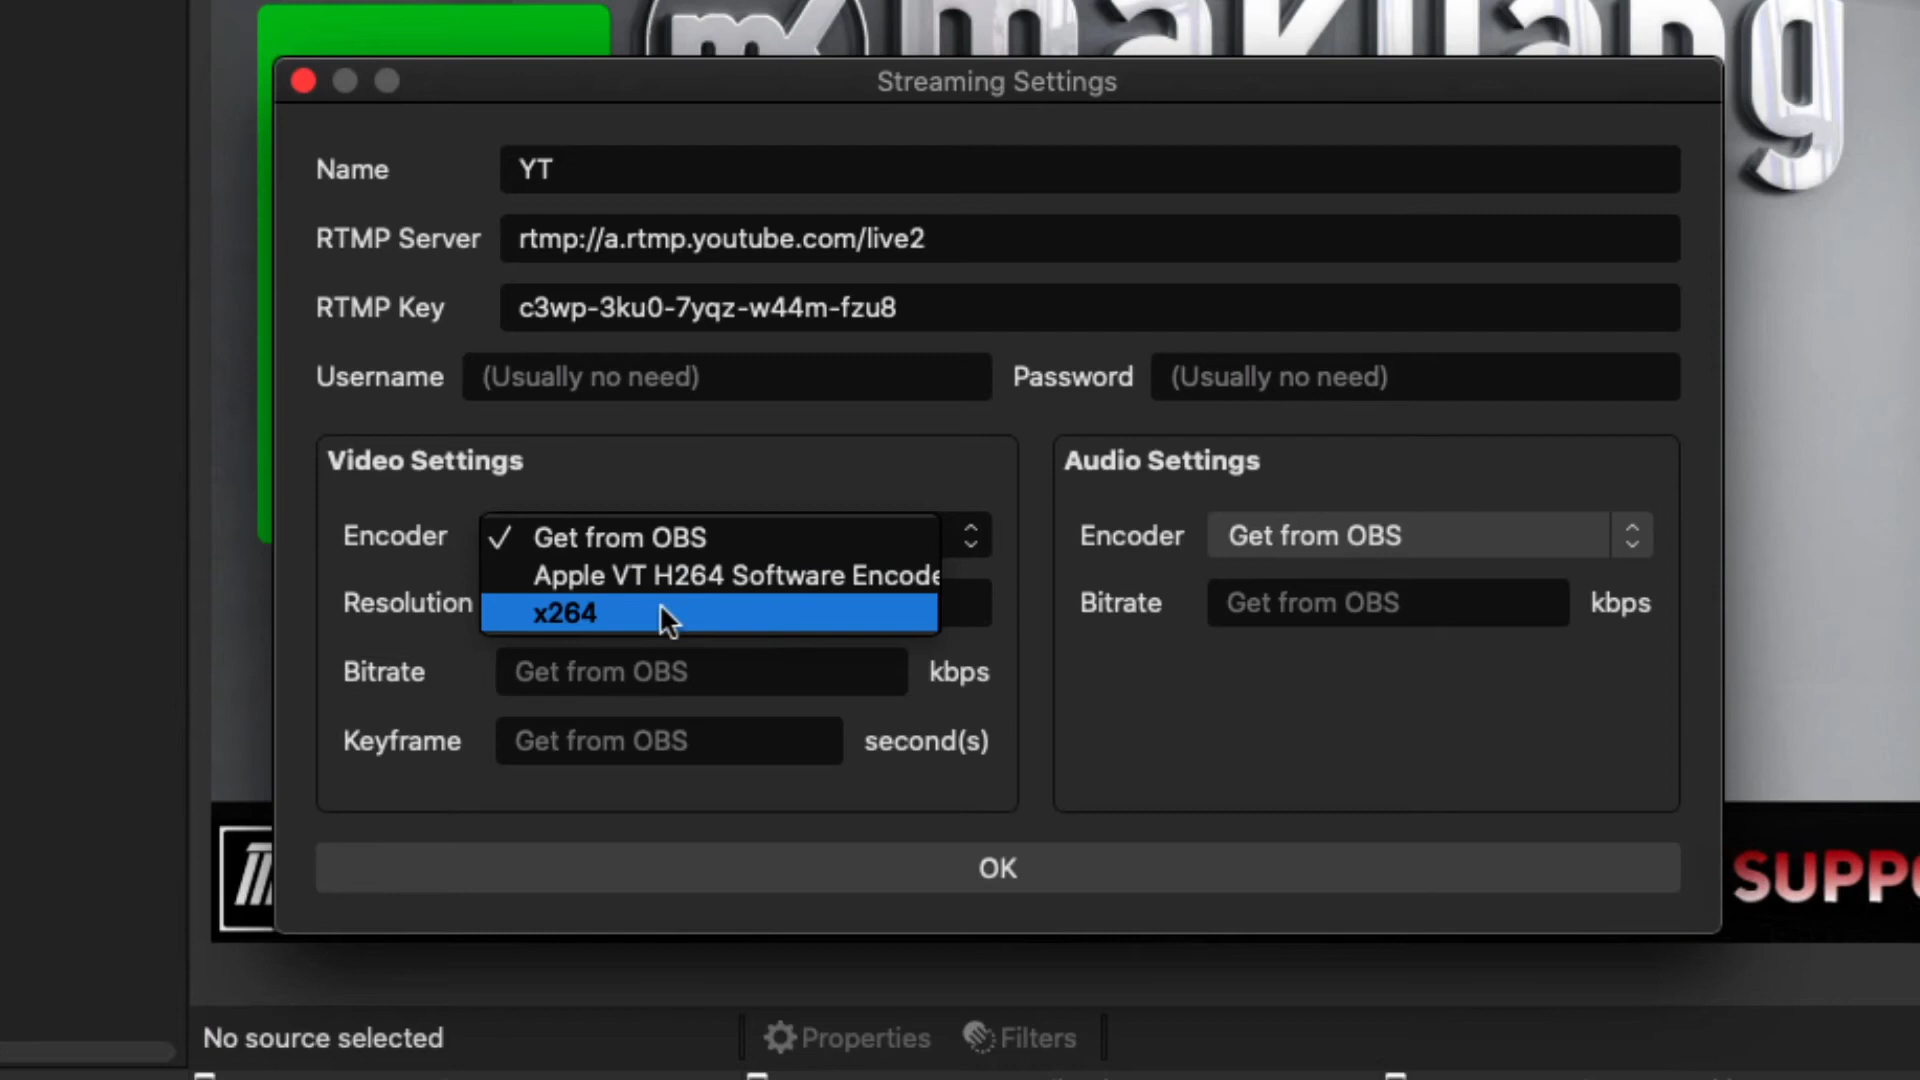 makilang
Streaming Settings
Name YT
RTMP Server rtmp://a.rtmp.youtube.com/live2
RTMP Key c3wp-3ku0-7yqz-w44m-fzu8
Username (Usually no need) Password (Usually no need)
Video Settings
Encoder ✓ Get from OBS
Apple VT H264 Software Encode
Resolution x264
Bitrate Get from OBS kbps
Keyframe Get from OBS second(s)
Audio Settings
Encoder Get from OBS
Bitrate Get from OBS kbps
OK
No source selected Properties Filters